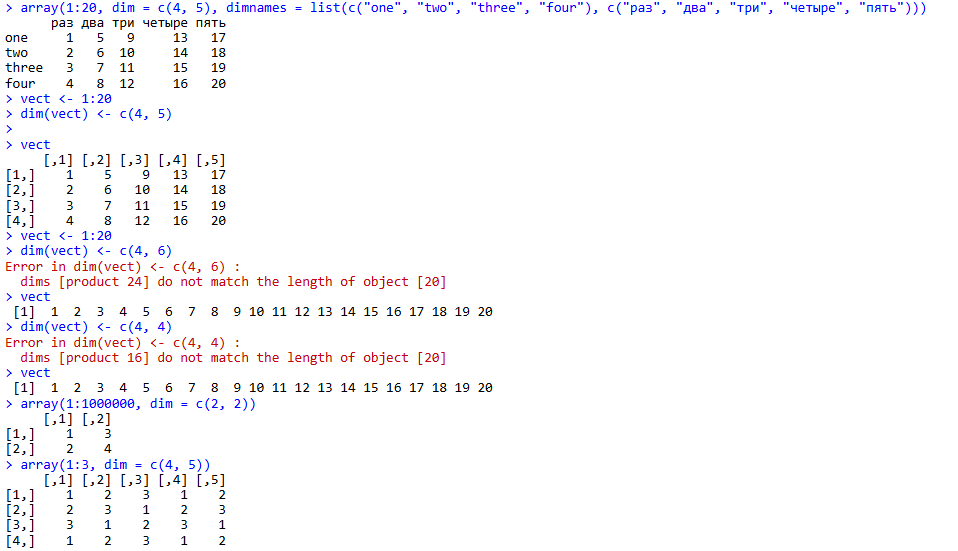 > array(1:20, dim = c(4, 5), dimnames = list(c("one", "two", "three", "four"), c("раз", "два", "три", "четыре", "пять")))
      раз два три четыре пять
one     1   5   9     13   17
two     2   6  10     14   18
three   3   7  11     15   19
four    4   8  12     16   20
> vect <- 1:20
> dim(vect) <- c(4, 5)
>
> vect
     [,1] [,2] [,3] [,4] [,5]
[1,]    1    5    9   13   17
[2,]    2    6   10   14   18
[3,]    3    7   11   15   19
[4,]    4    8   12   16   20
> vect <- 1:20
> dim(vect) <- c(4, 6)
Error in dim(vect) <- c(4, 6) :
  dims [product 24] do not match the length of object [20]
> vect
 [1]  1  2  3  4  5  6  7  8  9 10 11 12 13 14 15 16 17 18 19 20
> dim(vect) <- c(4, 4)
Error in dim(vect) <- c(4, 4) :
  dims [product 16] do not match the length of object [20]
> vect
 [1]  1  2  3  4  5  6  7  8  9 10 11 12 13 14 15 16 17 18 19 20
> array(1:1000000, dim = c(2, 2))
     [,1] [,2]
[1,]    1    3
[2,]    2    4
> array(1:3, dim = c(4, 5))
     [,1] [,2] [,3] [,4] [,5]
[1,]    1    2    3    1    2
[2,]    2    3    1    2    3
[3,]    3    1    2    3    1
[4,]    1    2    3    1    2